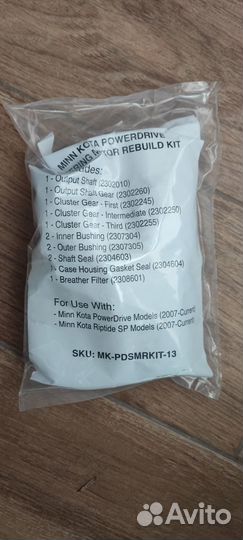 MINN KOTA POWERDRIVE
REBUILD KIT
1 - Output Shaft (2302010)
1 - Output Shaft Gear (2302260)
1 - Cluster Gear - First (2302245)
1 - Cluster Gear - Intermediate (2302250)
1 - Cluster Gear - Third (2302255)
2 - Inner Bushing (2307304)
2 - Outer Bushing (2307305)
2 - Shaft Seal (2304603)
1 - Case Housing Gasket Seal (2304604)
1 - Breather Filter (2308601)
For Use With:
- Minn Kota PowerDrive Models (2007-Current)
- Minn Kota Riptide SP Models (2007-Current)
SKU: MK-PDSMRKIT-13
Avito